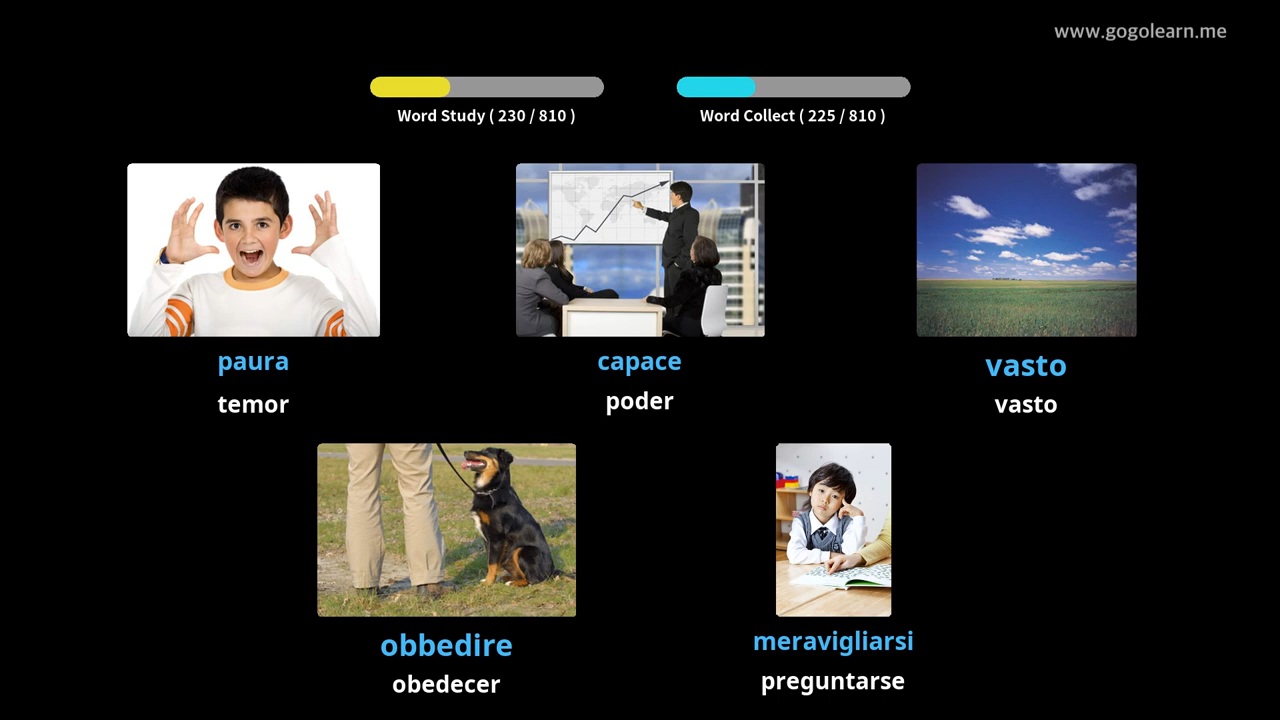 www.gogolearn.me
Word Study ( 230 / 810 )
Word Collect ( 225 / 810 )
paura
temor
capace
poder
vasto
vasto
obbedire
obedecer
meravigliarsi
preguntarse